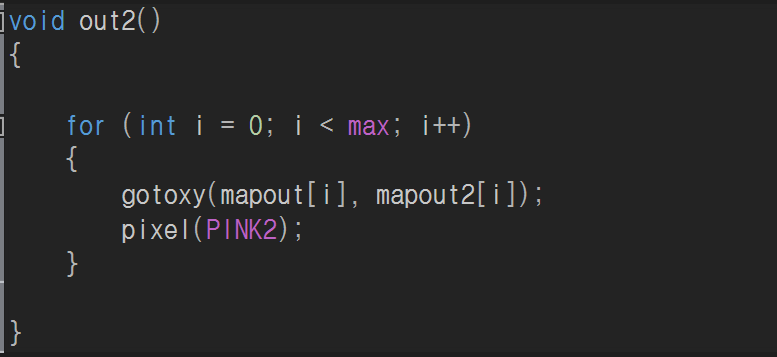 void out2()
{
for (int i = 0; i < max; i++)
{
gotoxy(mapout[i], mapout2[i]);
pixel(PINK2);
}
}